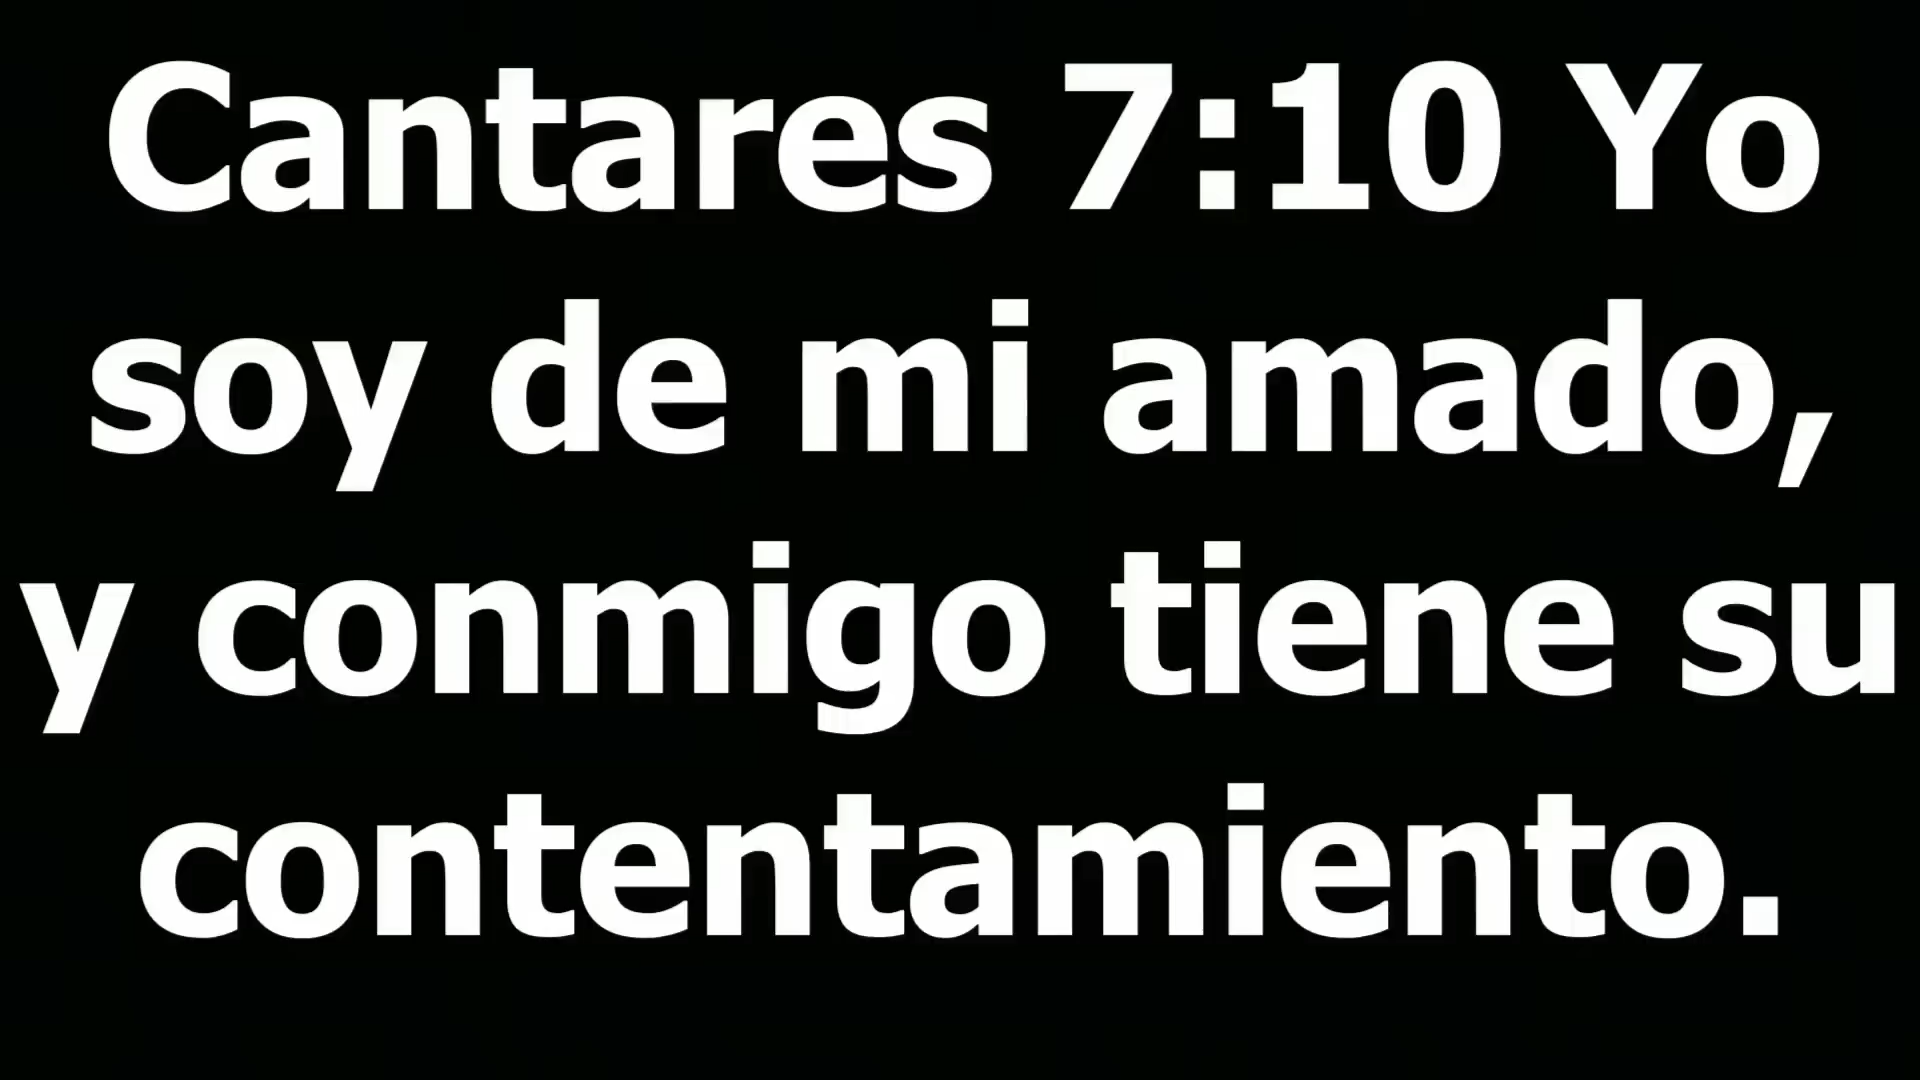 Cantares 7:10 Yo
soy de mi amado,
y conmigo tiene su
contentamiento.